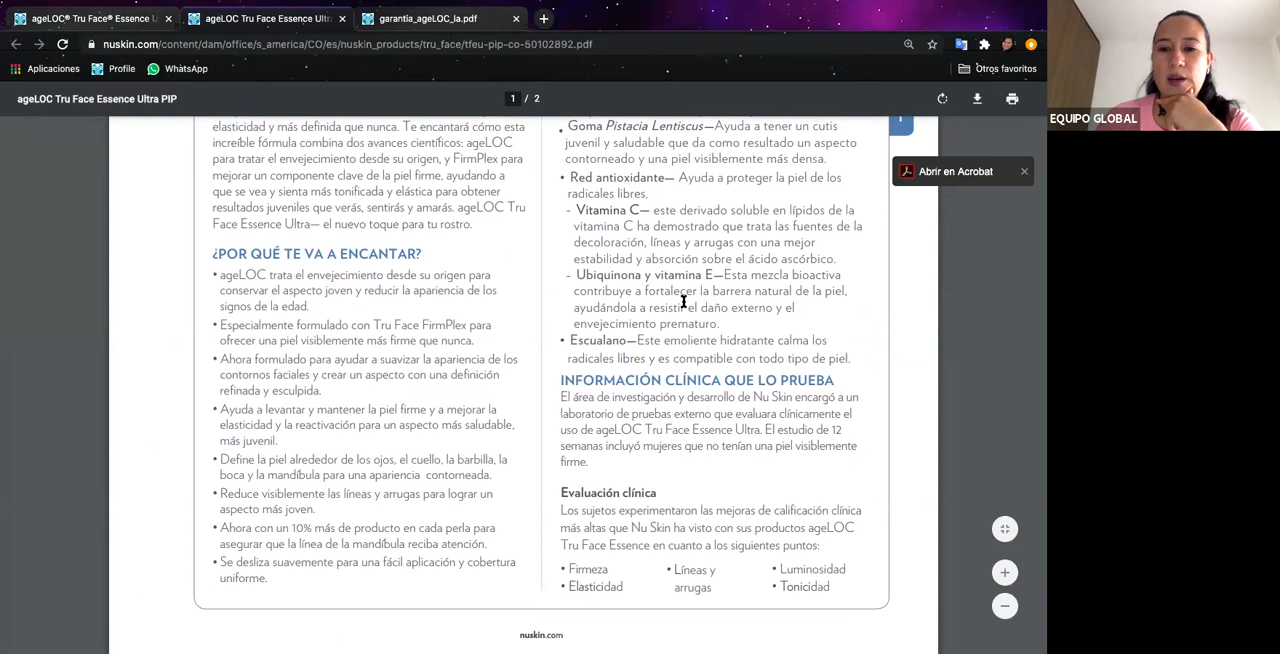 ageLOC® Tru Face® Essence U
ageLOC Tru Face Essence Ultra
garantia_ageLOC_la.pdf
nuskin.com/content/dam/office/s_america/CO/es/nuskin_products/tru_face/tfeu-pip-co-50102892.pdf
Aplicaciones
Profile
WhatsApp
Otros favoritos
ageLOC Tru Face Essence Ultra PIP
1 / 2
EQUIPO GLOBAL
Abrir en Acrobat
elasticidad y más definida que nunca. Te encantará cómo esta
increíble fórmula combina dos avances científicos: ageLOC
para tratar el envejecimiento desde su origen, y FirmPlex para
mejorar un componente clave de la piel firme, ayudando a
que se vea y sienta más tonificada y elástica para obtener
resultados juveniles que verás, sentirás y amarás. ageLOC Tru
Face Essence Ultra— el nuevo toque para tu rostro.
¿POR QUÉ TE VA A ENCANTAR?
• ageLOC trata el envejecimiento desde su origen para
conservar el aspecto joven y reducir la apariencia de los
signos de la edad.
• Especialmente formulado con Tru Face FirmPlex para
ofrecer una piel visiblemente más firme que nunca.
• Ahora formulado para ayudar a suavizar la apariencia de los
contornos faciales y crear un aspecto con una definición
refinada y esculpida.
• Ayuda a levantar y mantener la piel firme y a mejorar la
elasticidad y la reactivación para un aspecto más saludable,
más juvenil.
• Define la piel alrededor de los ojos, el cuello, la barbilla, la
boca y la mandíbula para una apariencia contorneada.
• Reduce visiblemente las líneas y arrugas para lograr un
aspecto más joven.
• Ahora con un 10% más de producto en cada perla para
asegurar que la línea de la mandíbula reciba atención.
• Se desliza suavemente para una fácil aplicación y cobertura
uniforme.
• Goma Pistacia Lentiscus—Ayuda a tener un cutis
juvenil y saludable que da como resultado un aspecto
contorneado y una piel visiblemente más densa.
• Red antioxidante— Ayuda a proteger la piel de los
radicales libres.
- Vitamina C— este derivado soluble en lípidos de la
vitamina C ha demostrado que trata las fuentes de la
decoloración, líneas y arrugas con una mejor
estabilidad y absorción sobre el ácido ascórbico.
- Ubiquinona y vitamina E—Esta mezcla bioactiva
contribuye a fortalecer la barrera natural de la piel,
ayudándola a resistir el daño externo y el
envejecimiento prematuro.
• Escualano—Este emoliente hidratante calma los
radicales libres y es compatible con todo tipo de piel.
INFORMACIÓN CLÍNICA QUE LO PRUEBA
El área de investigación y desarrollo de Nu Skin encargó a un
laboratorio de pruebas externo que evaluara clínicamente el
uso de ageLOC Tru Face Essence Ultra. El estudio de 12
semanas incluyó mujeres que no tenían una piel visiblemente
firme.
Evaluación clínica
Los sujetos experimentaron las mejoras de calificación clínica
más altas que Nu Skin ha visto con sus productos ageLOC
Tru Face Essence en cuanto a los siguientes puntos:
• Firmeza • Líneas y • Luminosidad
• Elasticidad arrugas • Tonicidad
nuskin.com